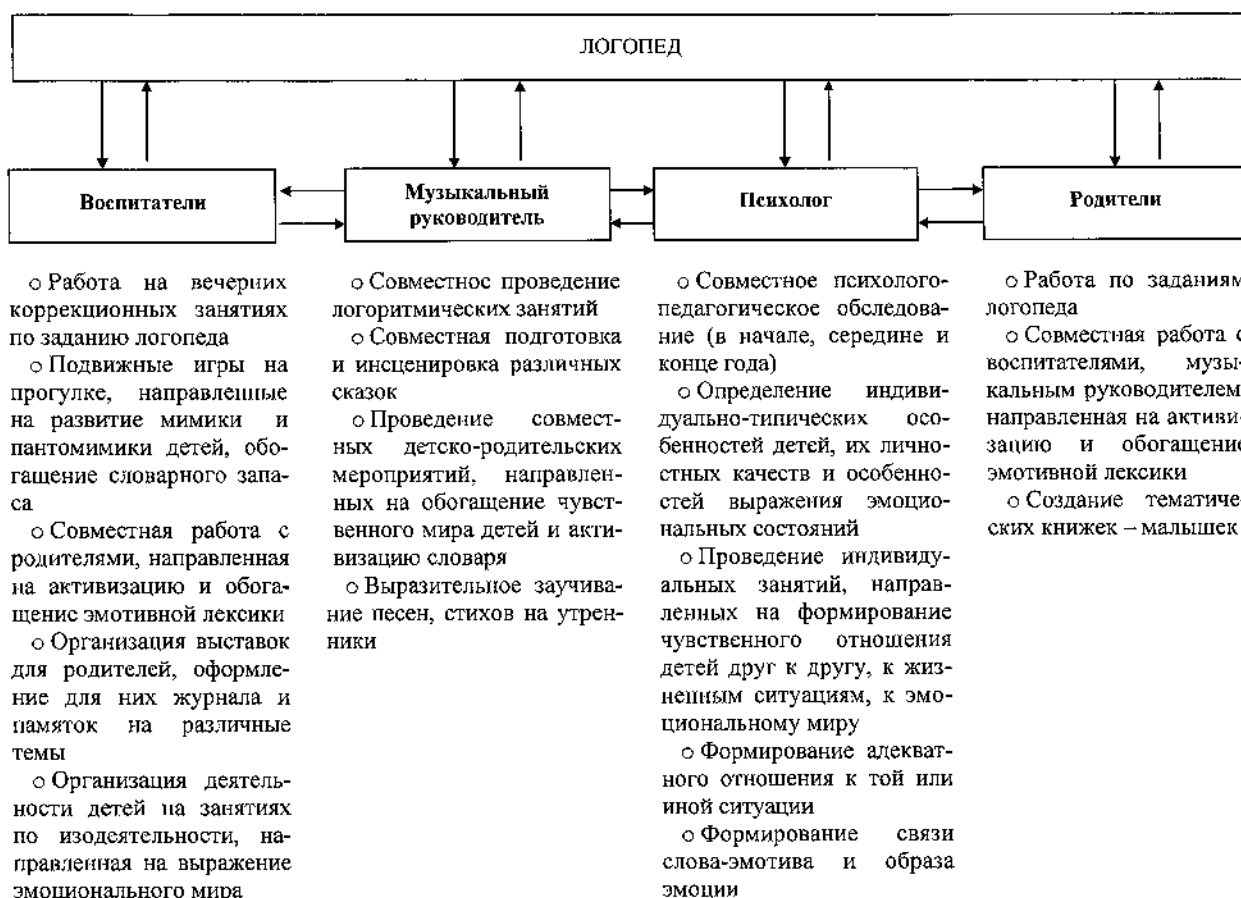 ЛОГОПЕД
Воспитатели
Музыкальный
руководитель
Психолог
Родители
о Работа на вечерних
коррекционных занятиях
по заданию логопеда
о Подвижные игры на
прогулке, направленные
на развитие мимики и
пантомимики детей, обо-
гащение словарного запа-
са
о Совместная работа с
родителями, направленная
на активизацию и обога-
щение эмотивной лексики
о Организация выставок
для родителей, оформле-
ние для них журнала и
памяток на различные
темы
о Организация деятель-
ности детей на занятиях
по изодеятельности, на-
правленная на выражение
эмоционального мира
о Совместное проведение
логоритмических занятий
о Совместная подготовка
и инсценировка различных
сказок
о Проведение совмест-
ных детско-родительских
мероприятий, направлен-
ных на обогащение чувст-
венного мира детей и акти-
визацию словаря
о Выразительное заучива-
ние песен, стихов на утрен-
ники
о Совместное психолого-
педагогическое обследова-
ние (в начале, середине и
конце года)
о Определение индиви-
дуально-типических осо-
бенностей детей, их лично-
стных качеств и особенно-
стей выражения эмоцио-
нальных состояний
о Проведение индивиду-
альных занятий, направ-
ленных на формирование
чувственного отношения
детей друг к другу, к жиз-
ненным ситуациям, к эмо-
циональному миру
о Формирование адекват-
ного отношения к той или
иной ситуации
о Формирование связи
слова-эмотива и образа
эмоции
о Работа по заданиям
логопеда
о Совместная работа с
воспитателями, музы-
кальным руководителем,
направленная на активи-
зацию и обогащение
эмотивной лексики
о Создание тематиче-
ских книжек – малышек